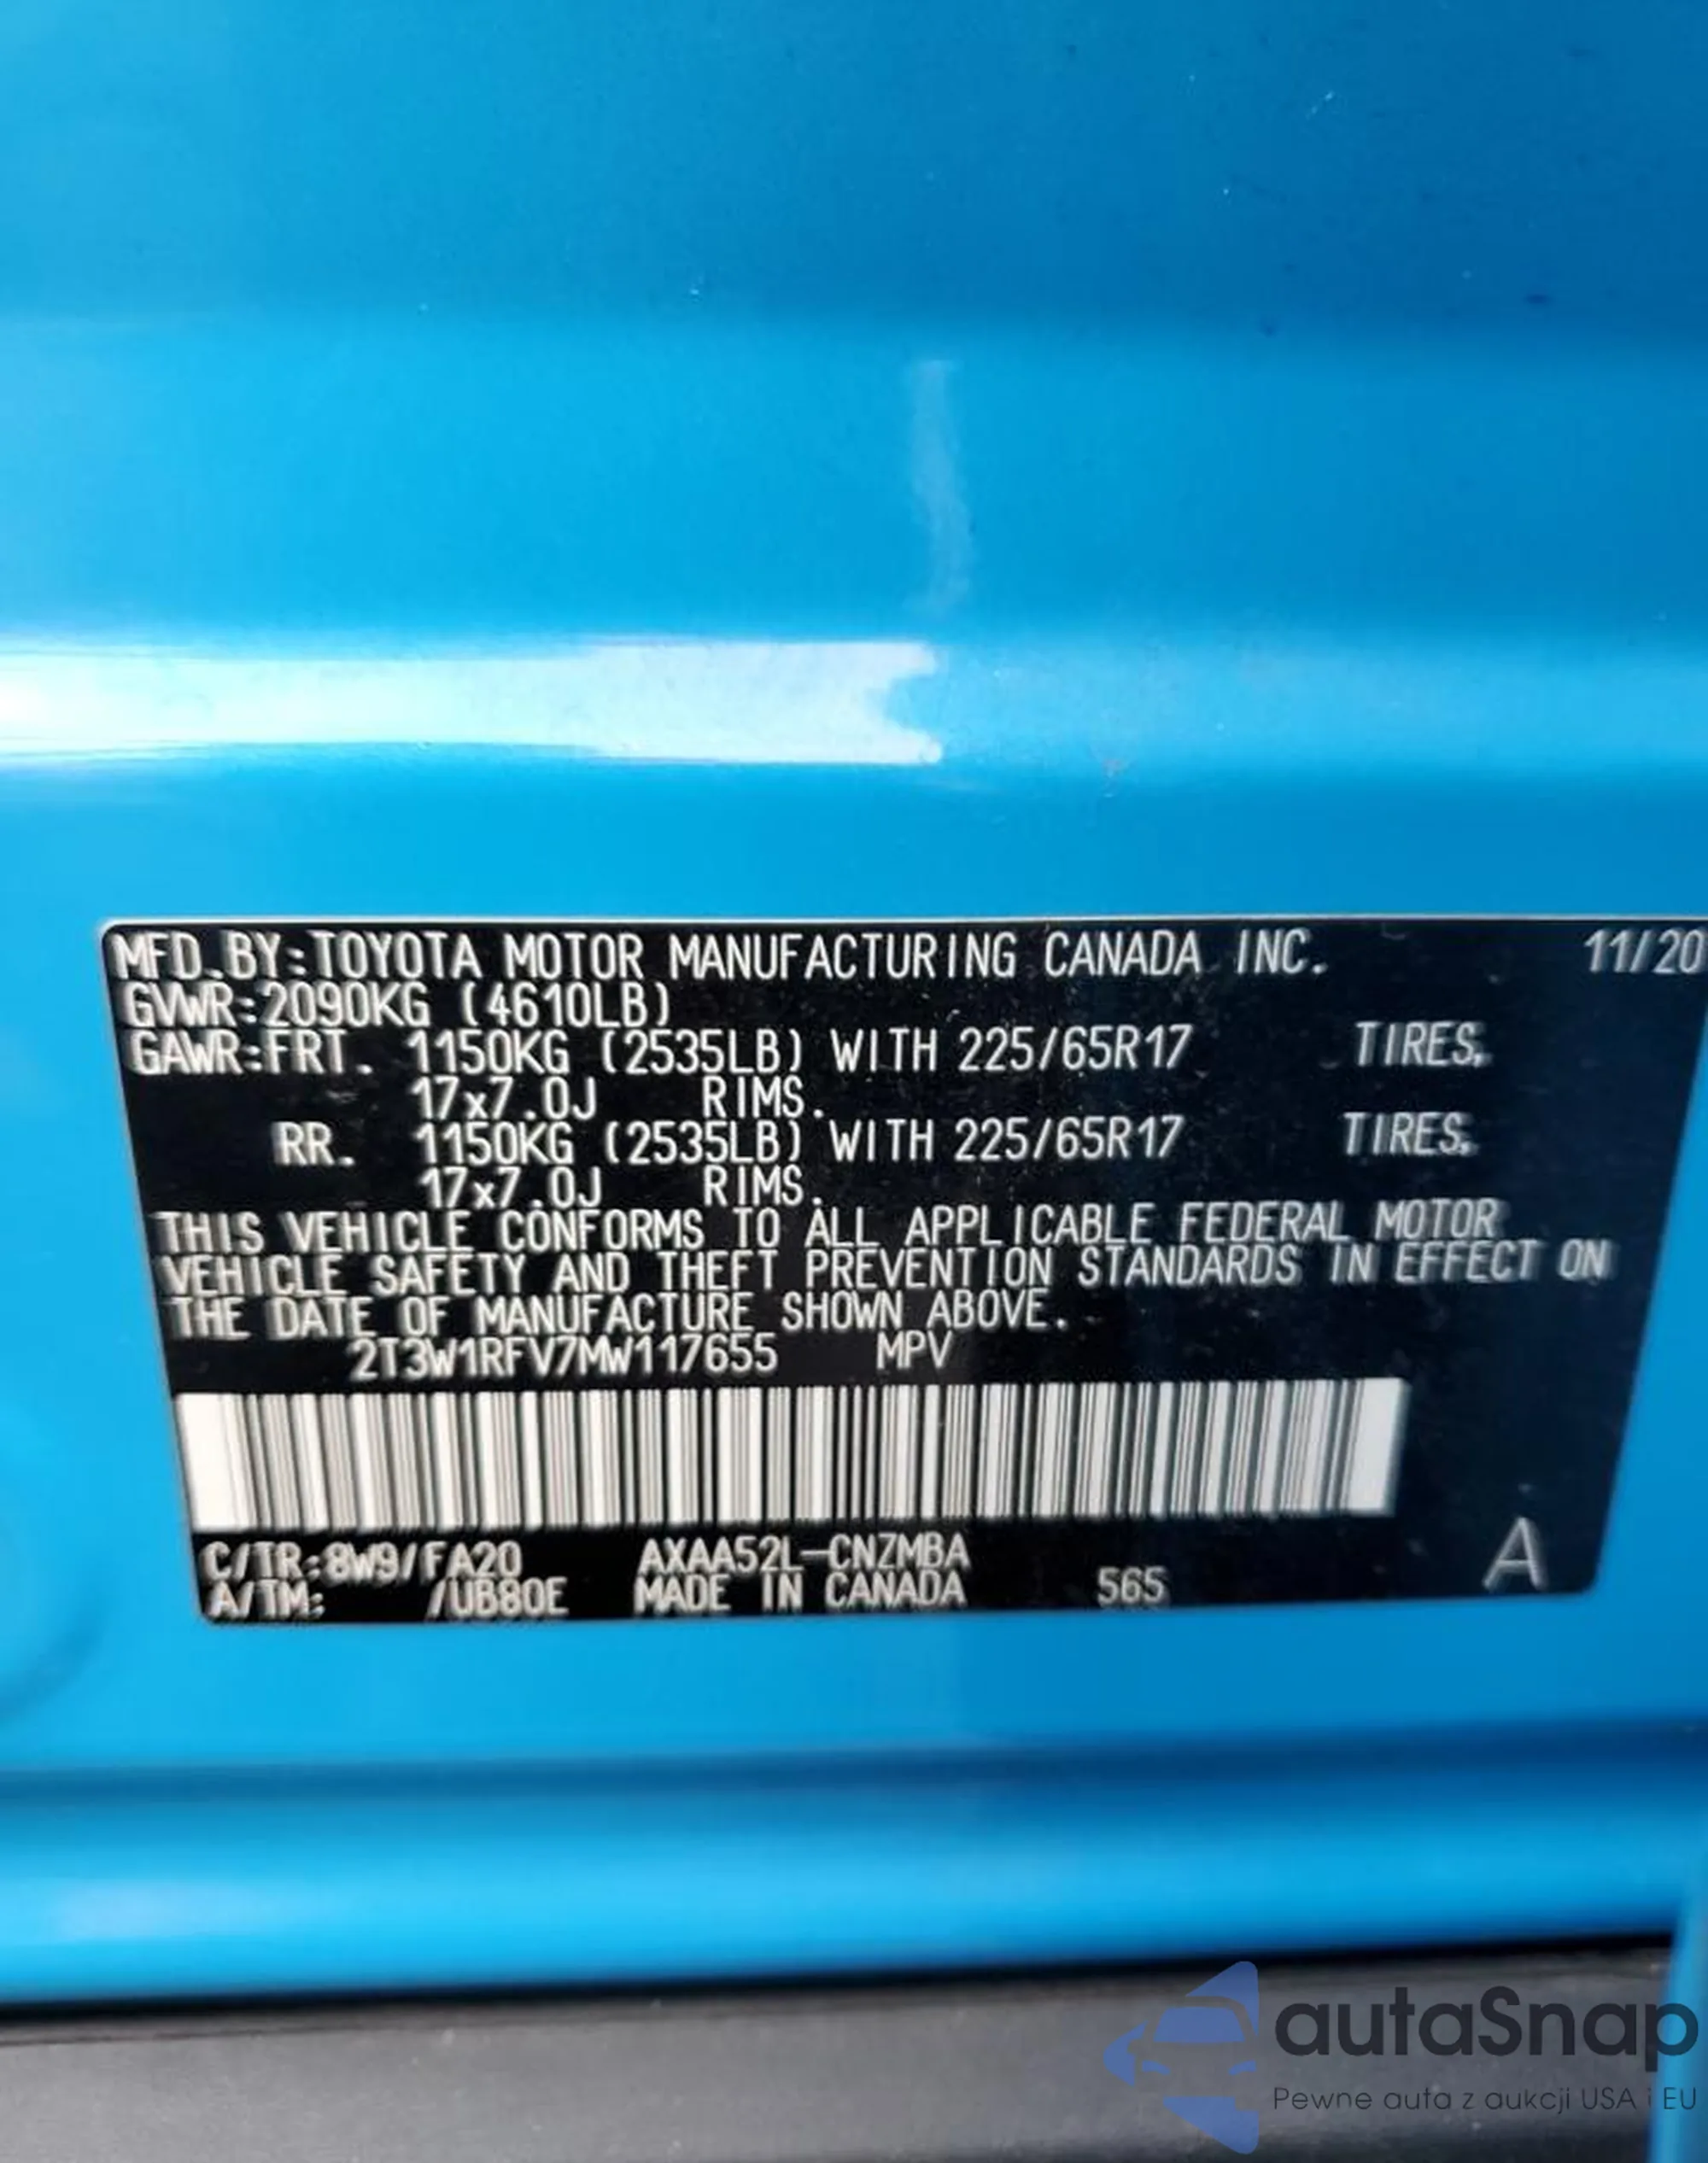 MFD.BY:TOYOTA MOTOR MANUFACTURING CANADA INC. 11/20
GVWR:2090KG (4610LB)
GAWR:FRT. 1150KG (2535LB) WITH 225/65R17 TIRES,
17x7.0J RIMS.
RR. 1150KG (2535LB) WITH 225/65R17 TIRES,
17x7.0J RIMS.
THIS VEHICLE CONFORMS TO ALL APPLICABLE FEDERAL MOTOR
VEHICLE SAFETY AND THEFT PREVENTION STANDARDS IN EFFECT ON
THE DATE OF MANUFACTURE SHOWN ABOVE.
2T3W1RFV7MW117655 MPV
C/TR:8W9/FA20 AXAA52L-CNZMBA
A/TM: /UB80E MADE IN CANADA 565 A
autaSnap
Pewne auta z aukcji USA i EU